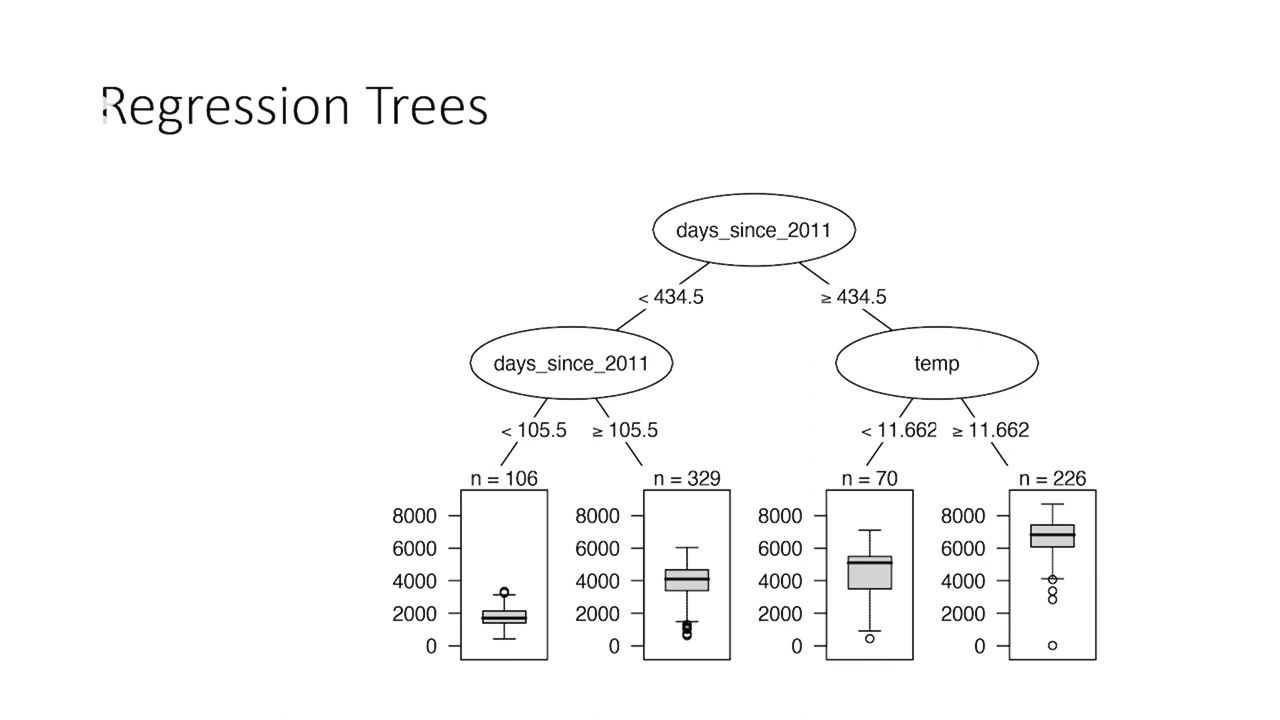 Regression Trees
days_since_2011
< 434.5 ≥ 434.5
days_since_2011 temp
< 105.5 ≥ 105.5 < 11.662 ≥ 11.662
n = 106 n = 329 n = 70 n = 226
8000 8000 8000 8000
6000 6000 6000 6000
4000 4000 4000 4000
2000 2000 2000 2000
0 0 0 0